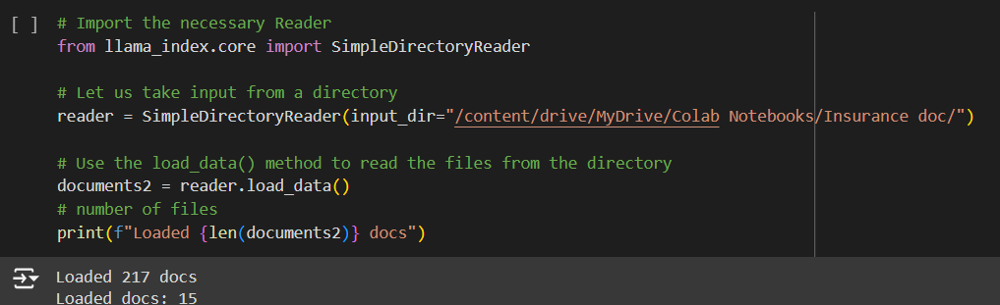 [ ] # Import the necessary Reader
from llama_index.core import SimpleDirectoryReader
# Let us take input from a directory
reader = SimpleDirectoryReader(input_dir="/content/drive/MyDrive/Colab Notebooks/Insurance doc/")
# Use the load_data() method to read the files from the directory
documents2 = reader.load_data()
# number of files
print(f"Loaded {len(documents2)} docs")
Loaded 217 docs
Loaded docs: 15